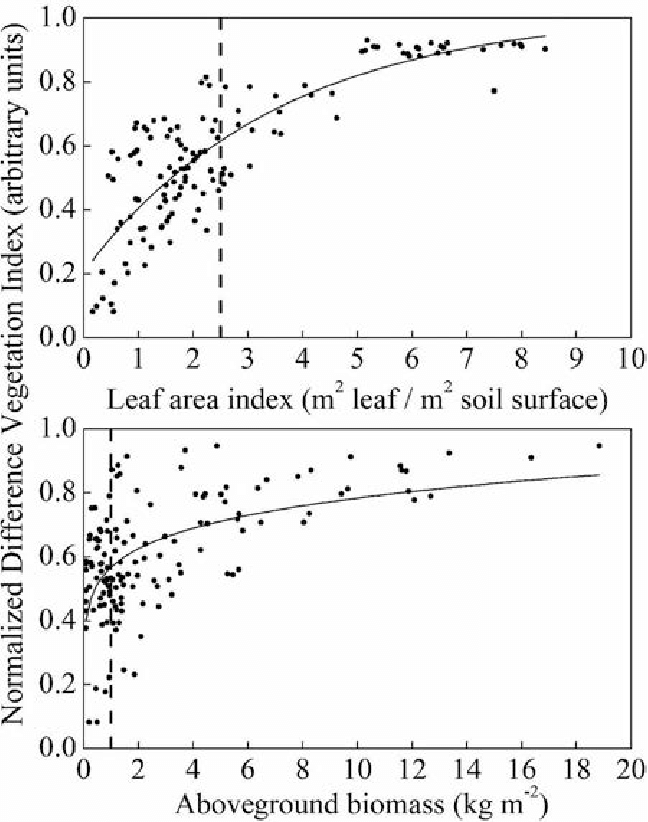 Normalized Difference Vegetation Index (arbitrary units)
1.0
0.8
0.6
0.4
0.2
0.0
0 1 2 3 4 5 6 7 8 9 10
Leaf area index (m² leaf / m² soil surface)
1.0
0.8
0.6
0.4
0.2
0.0
0 2 4 6 8 10 12 14 16 18 20
Aboveground biomass (kg m⁻²)